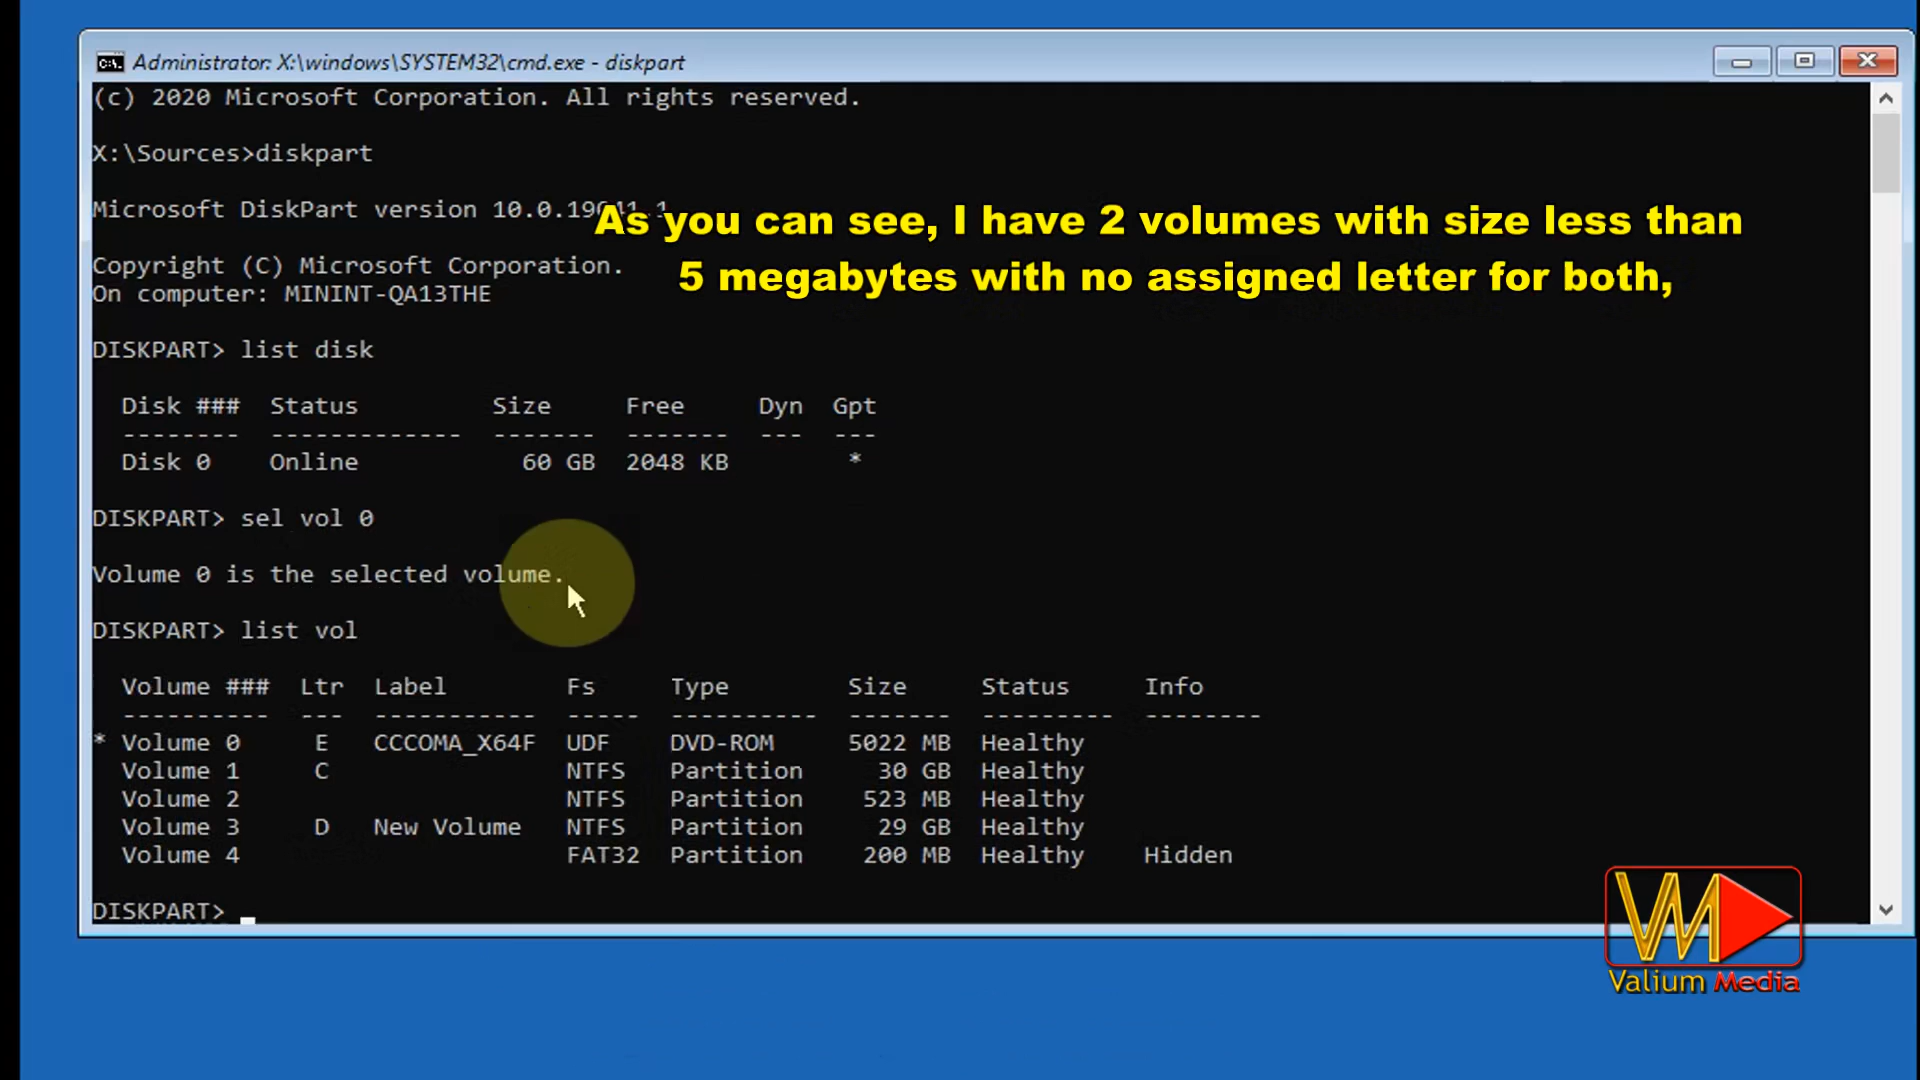 Administrator: X:\windows\SYSTEM32\cmd.exe - diskpart
(c) 2020 Microsoft Corporation. All rights reserved.
X:\Sources>diskpart
Microsoft DiskPart version 10.0.19041.1
As you can see, I have 2 volumes with size less than
5 megabytes with no assigned letter for both,
Copyright (C) Microsoft Corporation.
On computer: MININT-QA13THE
DISKPART> list disk
Disk ### Status Size Free Dyn Gpt
-------- ------------- ------- ------- --- ---
Disk 0 Online 60 GB 2048 KB *
DISKPART> sel vol 0
Volume 0 is the selected volume.
DISKPART> list vol
Volume ### Ltr Label Fs Type Size Status Info
---------- --- ----------- ----- ---------- ------- --------- --------
* Volume 0 E CCCOMA_X64F UDF DVD-ROM 5022 MB Healthy
Volume 1 C NTFS Partition 30 GB Healthy
Volume 2 NTFS Partition 523 MB Healthy
Volume 3 D New Volume NTFS Partition 29 GB Healthy
Volume 4 FAT32 Partition 200 MB Healthy Hidden
DISKPART>
VM
Valium Media